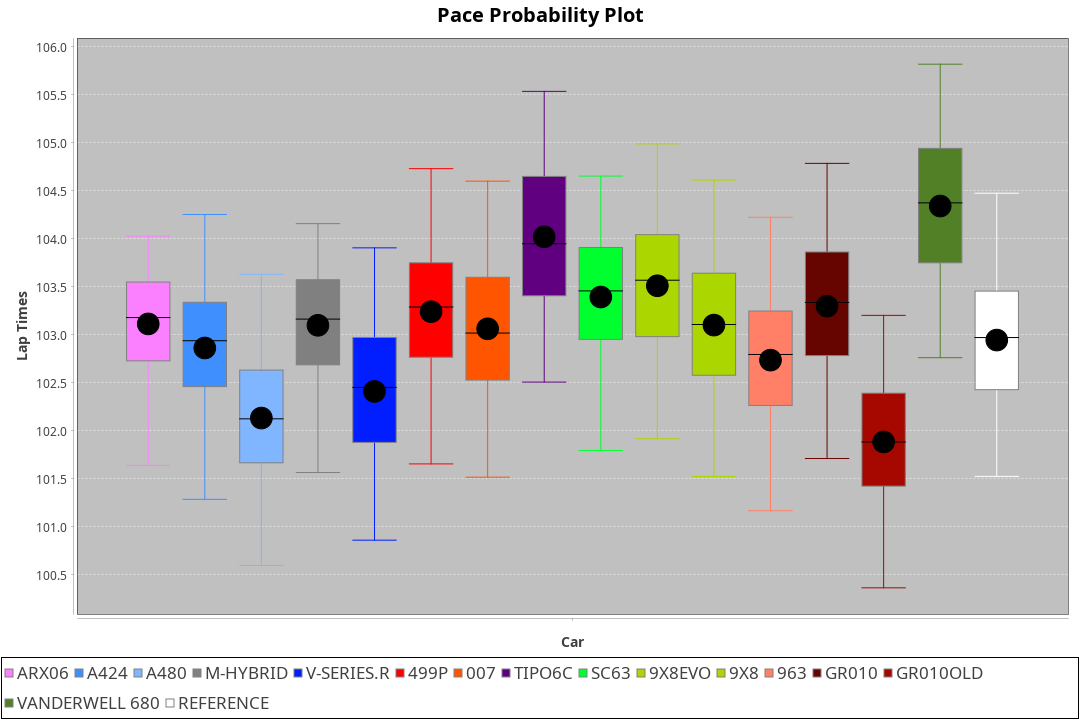 Pace Probability Plot
106.0
105.5
105.0
104.5
104.0
103.5
103.0
102.5
102.0
101.5
101.0
100.5
Lap Times
Car
ARX06 A424 A480 M-HYBRID V-SERIES.R 499P 007 TIPO6C SC63 9X8EVO 9X8 963 GR010 GR010OLD
VANDERWELL 680 REFERENCE